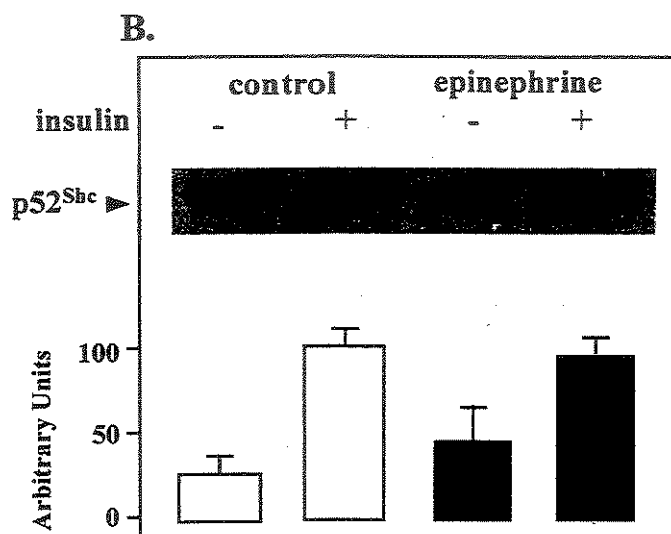 B.
control epinephrine
insulin - + - +
p52Shc
100
50
0
Arbitrary Units